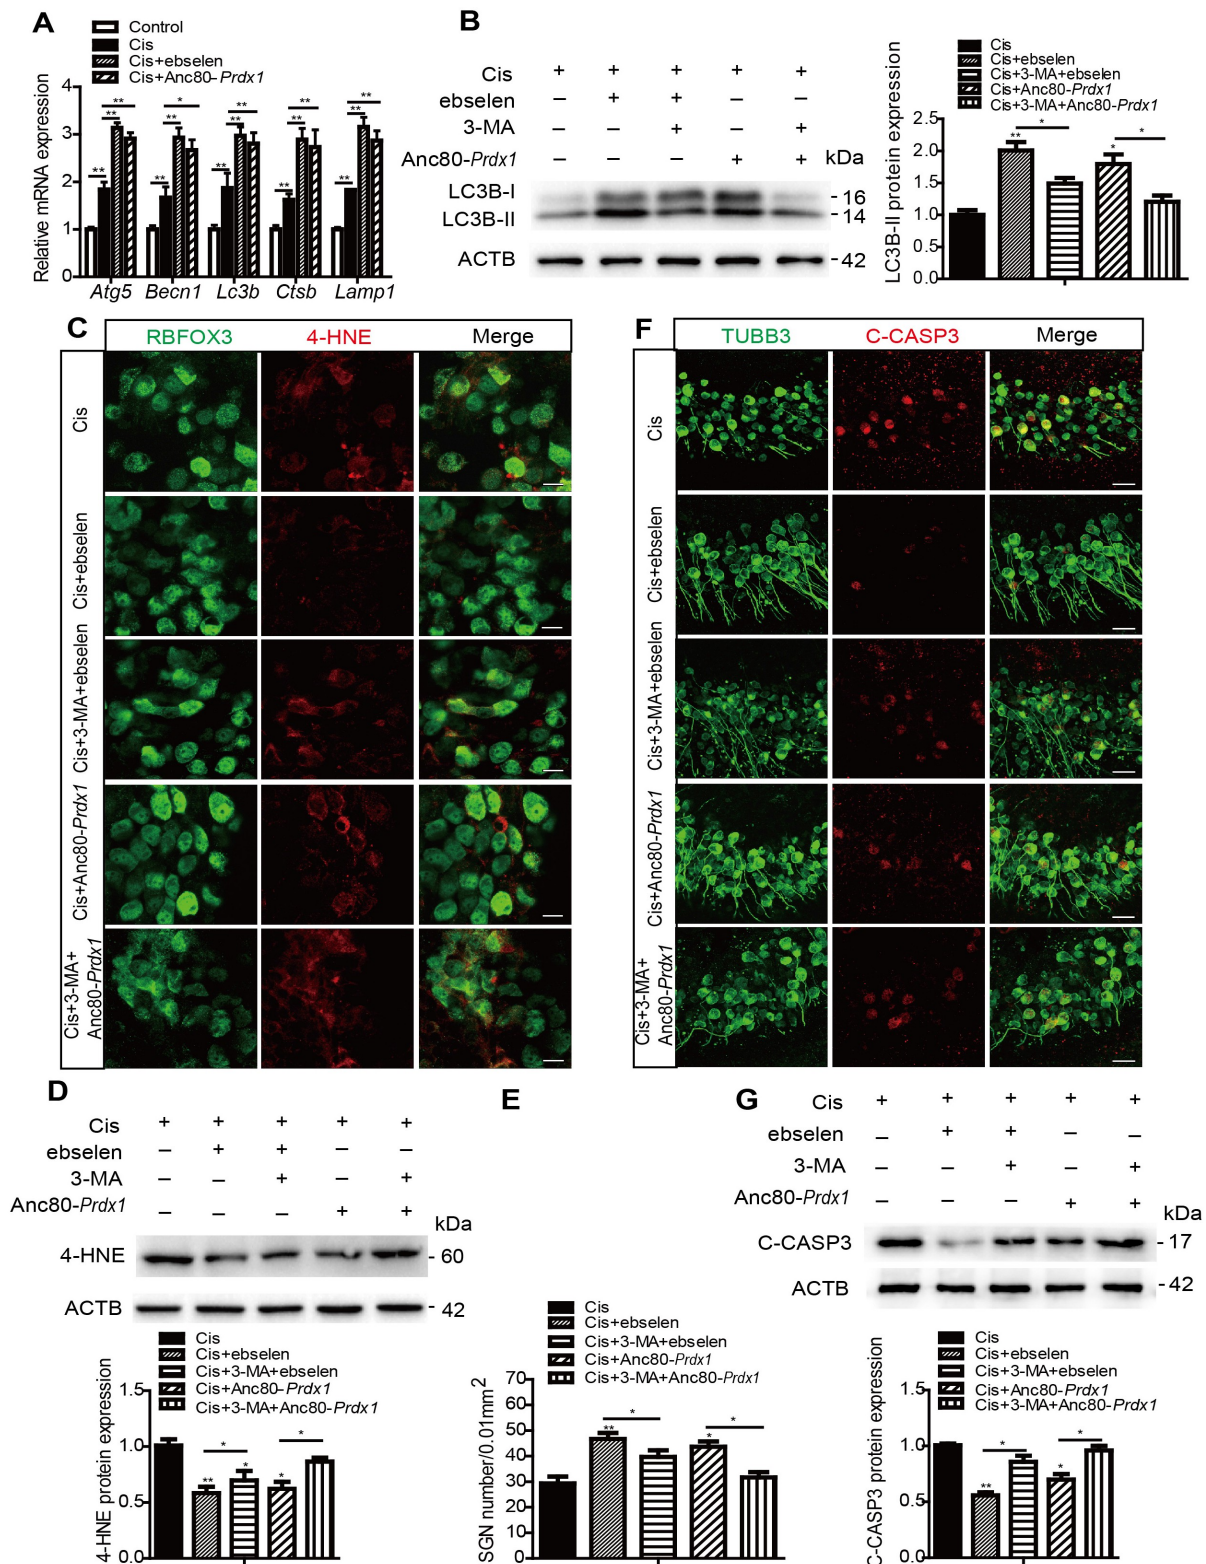 A
Control
Cis
Cis+ebselen
Cis+Anc80-Prdx1
Relative mRNA expression
4
3
2
1
0
** ** **
** ** *
** ** **
** ** **
** ** **
Atg5 Becn1 Lc3b Ctsb Lamp1
B
Cis + + + + +
ebselen – + + – –
3-MA – – + – +
Anc80-Prdx1 – – – + + kDa
LC3B-I - 16
LC3B-II - 14
ACTB - 42
Cis
Cis+ebselen
Cis+3-MA+ebselen
Cis+Anc80-Prdx1
Cis+3-MA+Anc80-Prdx1
LC3B-II protein expression
2.5
2.0
1.5
1.0
0.5
0.0
** * * *
C
RBFOX3 4-HNE Merge
Cis
Cis+ebselen
Cis+3-MA+ebselen
Cis+Anc80-Prdx1
Cis+3-MA+
Anc80-Prdx1
F
TUBB3 C-CASP3 Merge
Cis
Cis+ebselen
Cis+3-MA+ebselen
Cis+Anc80-Prdx1
Cis+3-MA+
Anc80-Prdx1
D
Cis + + + + +
ebselen – + + – –
3-MA – – + – +
Anc80-Prdx1 – – – + +
kDa
4-HNE - 60
ACTB - 42
Cis
Cis+ebselen
Cis+3-MA+ebselen
Cis+Anc80-Prdx1
Cis+3-MA+Anc80-Prdx1
4-HNE protein expression
1.5
1.0
0.5
0.0
** * * * *
E
Cis
Cis+ebselen
Cis+3-MA+ebselen
Cis+Anc80-Prdx1
Cis+3-MA+Anc80-Prdx1
SGN number/0.01mm2
70
60
50
40
30
20
10
0
** * * *
G
Cis + + + + +
ebselen – + + – –
3-MA – – + – +
Anc80-Prdx1 – – – + +
kDa
C-CASP3 - 17
ACTB - 42
Cis
Cis+ebselen
Cis+3-MA+ebselen
Cis+Anc80-Prdx1
Cis+3-MA+Anc80-Prdx1
C-CASP3 protein expression
1.5
1.0
0.5
0.0
** * * *